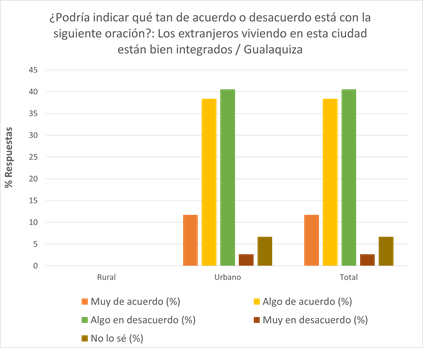 ¿Podría indicar qué tan de acuerdo o desacuerdo está con la
siguiente oración?: Los extranjeros viviendo en esta ciudad
están bien integrados / Gualaquiza
% Respuestas
45
40
35
30
25
20
15
10
5
0
Rural Urbano Total
Muy de acuerdo (%) Algo de acuerdo (%)
Algo en desacuerdo (%) Muy en desacuerdo (%)
No lo sé (%)